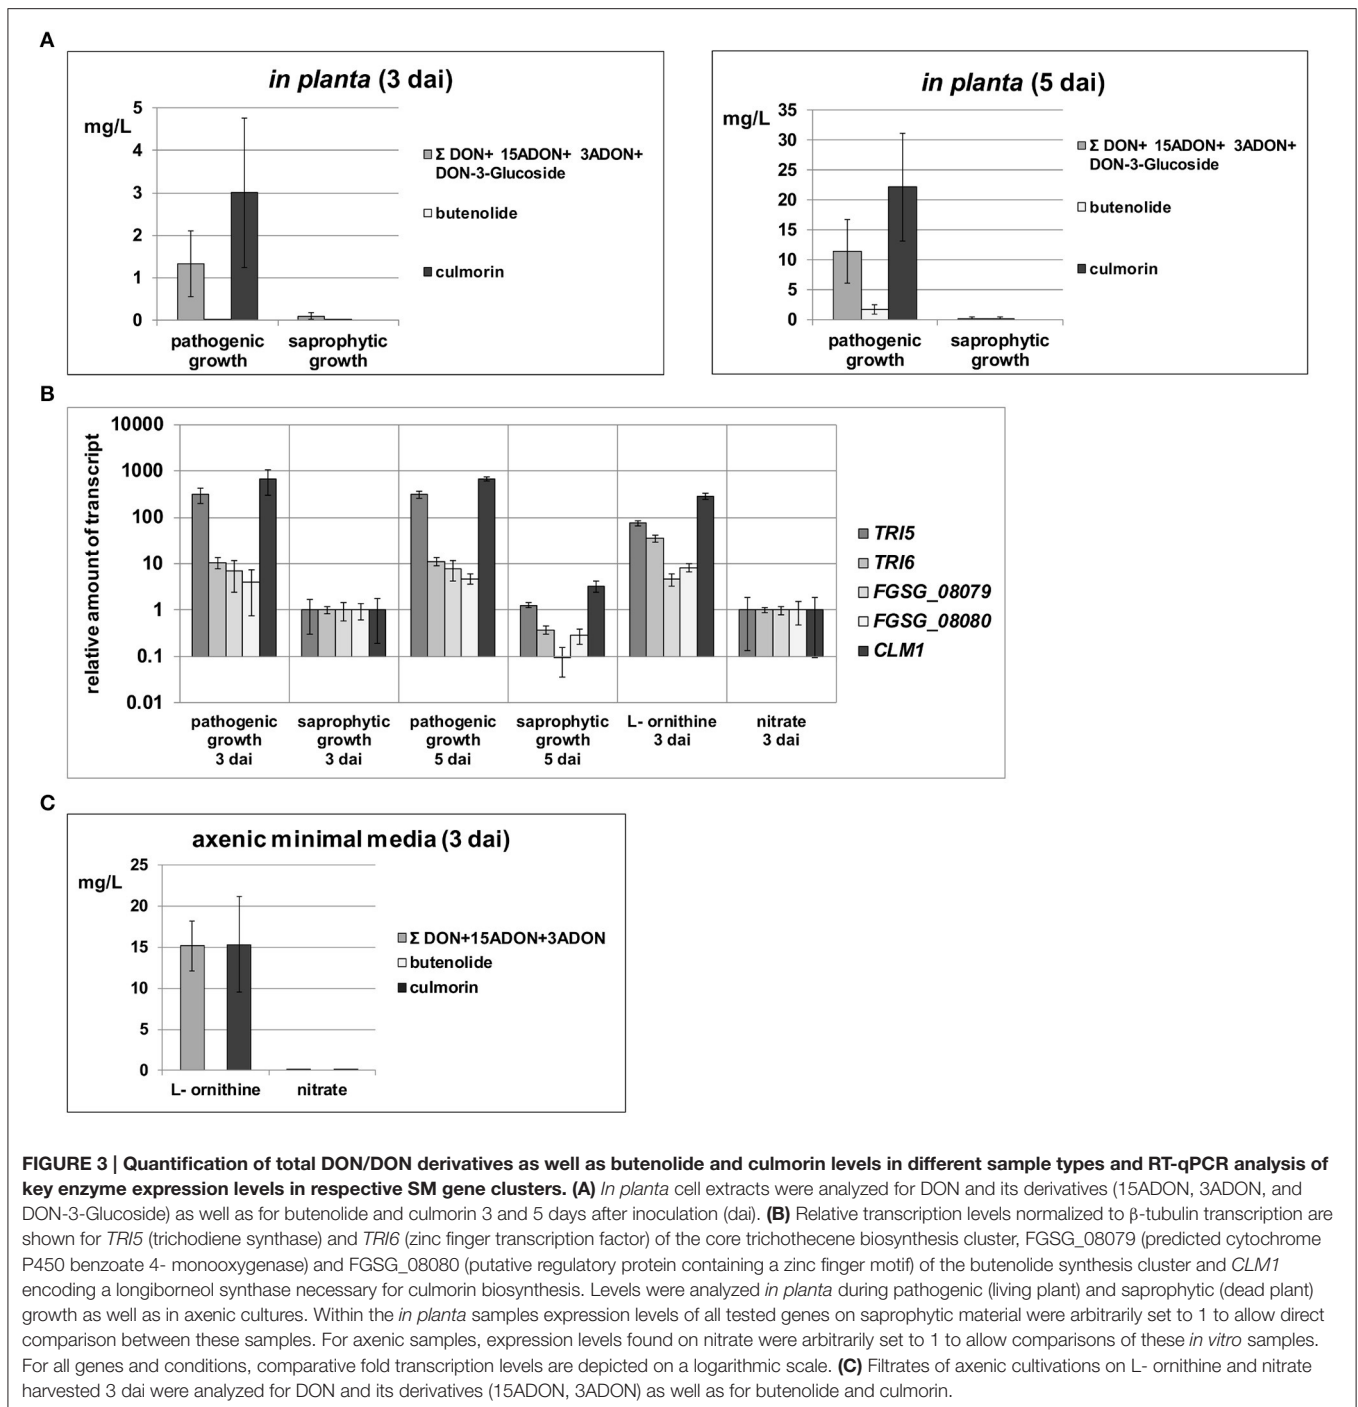 A
in planta (3 dai)
mg/L
5
4
3
2
1
0
pathogenic growth
saprophytic growth
Σ DON+ 15ADON+ 3ADON+
DON-3-Glucoside
butenolide
culmorin
in planta (5 dai)
mg/L
35
30
25
20
15
10
5
0
pathogenic growth
saprophytic growth
Σ DON+ 15ADON+ 3ADON+
DON-3-Glucoside
butenolide
culmorin
B
relative amount of transcript
10000
1000
100
10
1
0.1
0.01
pathogenic growth 3 dai
saprophytic growth 3 dai
pathogenic growth 5 dai
saprophytic growth 5 dai
L- ornithine 3 dai
nitrate 3 dai
TRI5
TRI6
FGSG_08079
FGSG_08080
CLM1
C
axenic minimal media (3 dai)
mg/L
25
20
15
10
5
0
L- ornithine
nitrate
Σ DON+15ADON+3ADON
butenolide
culmorin
FIGURE 3 | Quantification of total DON/DON derivatives as well as butenolide and culmorin levels in different sample types and RT-qPCR analysis of
key enzyme expression levels in respective SM gene clusters. (A) In planta cell extracts were analyzed for DON and its derivatives (15ADON, 3ADON, and
DON-3-Glucoside) as well as for butenolide and culmorin 3 and 5 days after inoculation (dai). (B) Relative transcription levels normalized to β-tubulin transcription are
shown for TRI5 (trichodiene synthase) and TRI6 (zinc finger transcription factor) of the core trichothecene biosynthesis cluster, FGSG_08079 (predicted cytochrome
P450 benzoate 4- monooxygenase) and FGSG_08080 (putative regulatory protein containing a zinc finger motif) of the butenolide synthesis cluster and CLM1
encoding a longiborneol synthase necessary for culmorin biosynthesis. Levels were analyzed in planta during pathogenic (living plant) and saprophytic (dead plant)
growth as well as in axenic cultures. Within the in planta samples expression levels of all tested genes on saprophytic material were arbitrarily set to 1 to allow direct
comparison between these samples. For axenic samples, expression levels found on nitrate were arbitrarily set to 1 to allow comparisons of these in vitro samples.
For all genes and conditions, comparative fold transcription levels are depicted on a logarithmic scale. (C) Filtrates of axenic cultivations on L- ornithine and nitrate
harvested 3 dai were analyzed for DON and its derivatives (15ADON, 3ADON) as well as for butenolide and culmorin.